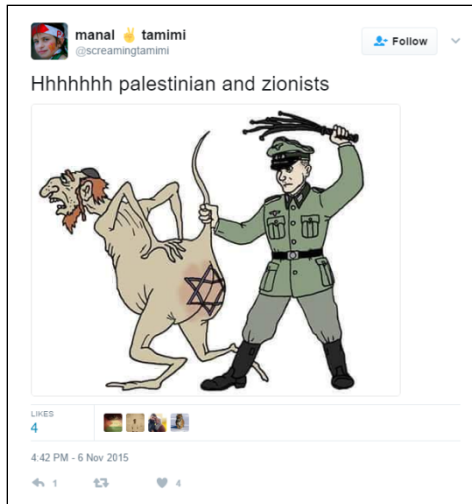 manal ✌ tamimi
@screamingtamimi
Follow
Hhhhhhh palestinian and zionists
LIKES
4
4:42 PM - 6 Nov 2015
1
4